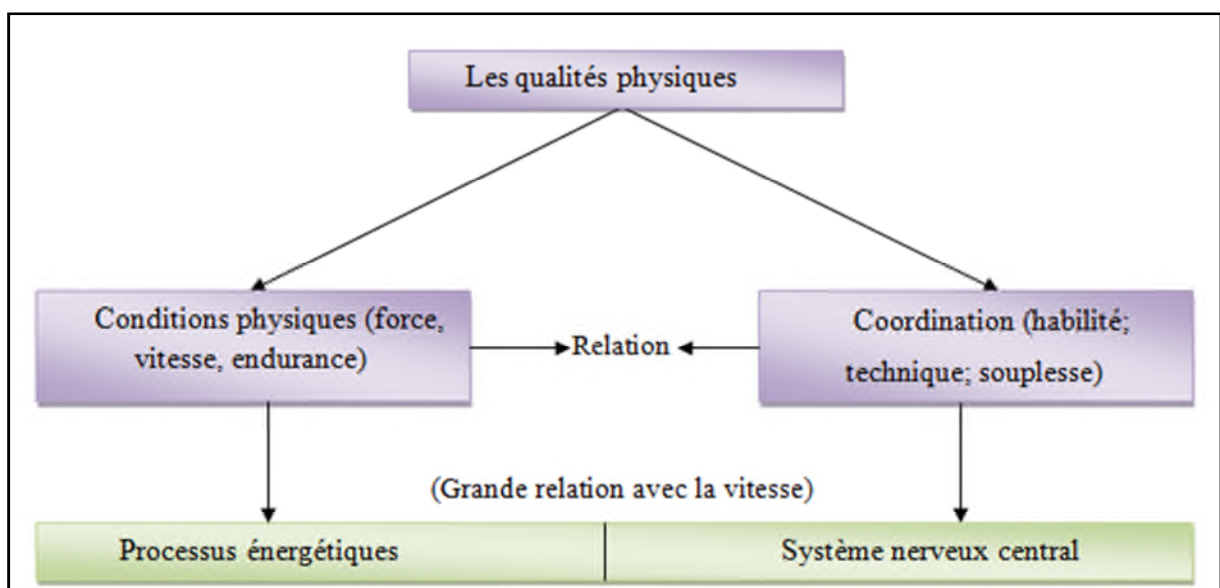 Les qualités physiques
Conditions physiques (force,
vitesse, endurance)
Relation
Coordination (habilité;
technique; souplesse)
(Grande relation avec la vitesse)
Processus énergétiques
Système nerveux central